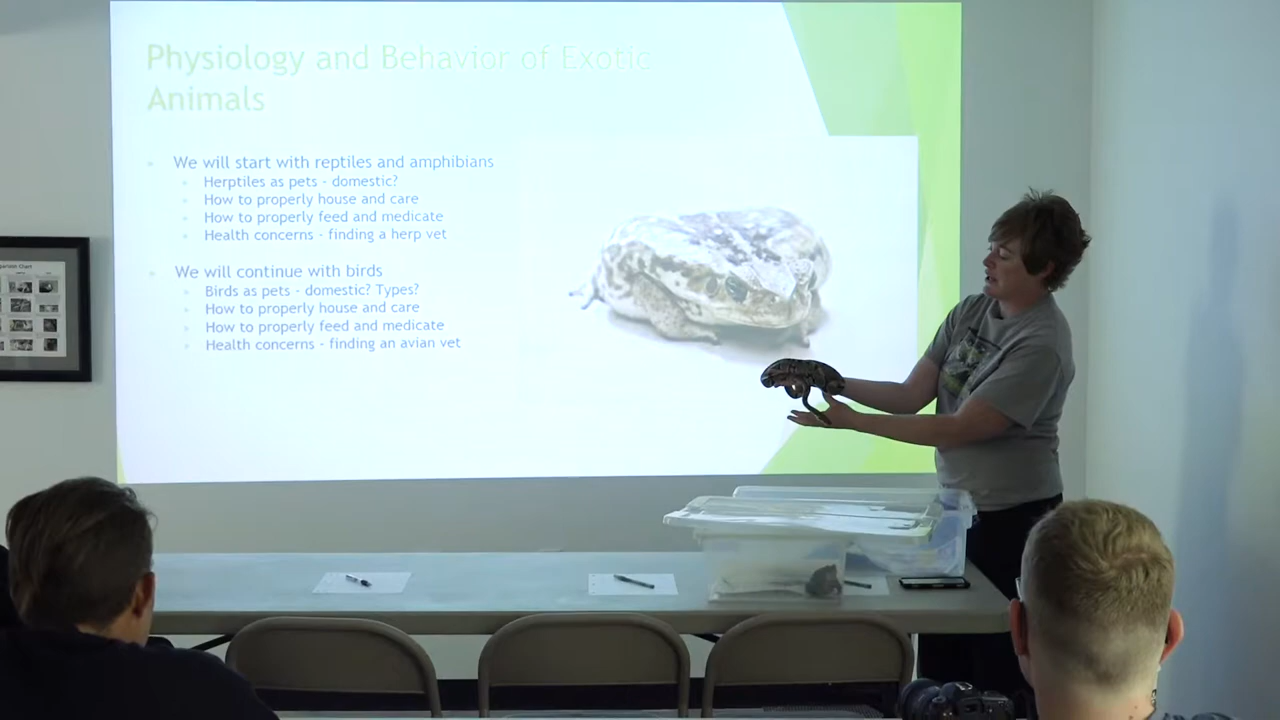 Physiology and Behavior of Exotic
Animals
We will start with reptiles and amphibians
Herptiles as pets - domestic?
How to properly house and care
How to properly feed and medicate
Health concerns - finding a herp vet
We will continue with birds
Birds as pets - domestic? Types?
How to properly house and care
How to properly feed and medicate
Health concerns - finding an avian vet